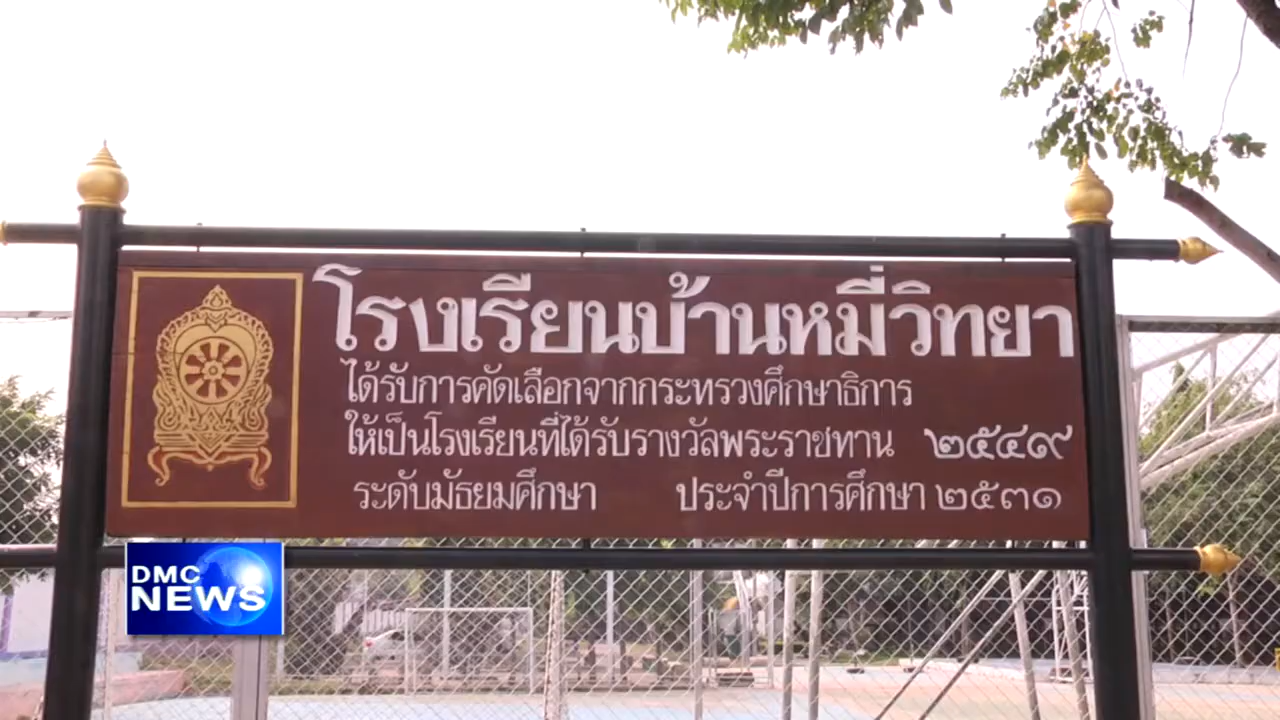 โรงเรียนบ้านหมี่วิทยา
ได้รับการคัดเลือกจากกระทรวงศึกษาธิการ
ให้เป็นโรงเรียนที่ได้รับรางวัลพระราชทาน ๒๕๔๙
ระดับมัธยมศึกษา ประจำปีการศึกษา ๒๕๓๑
DMC
NEWS